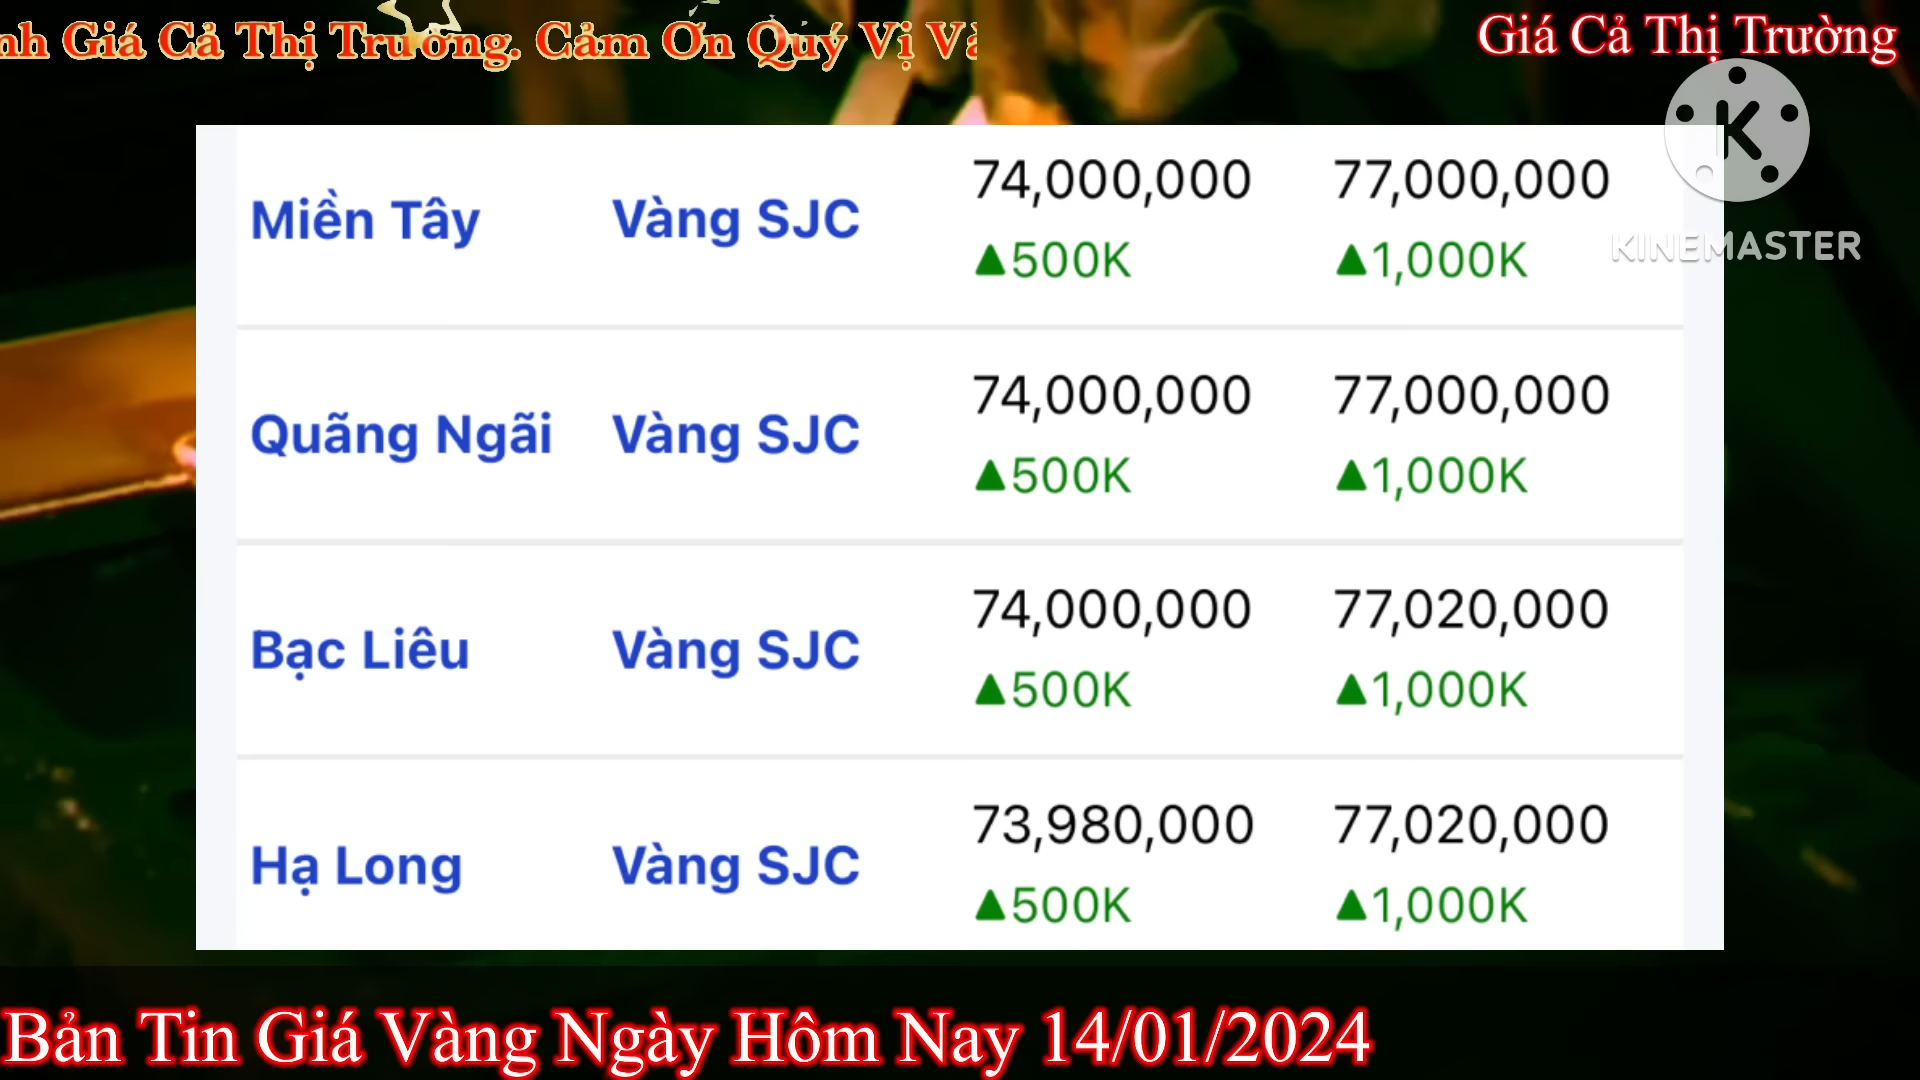 nh Giá Cả Thị Trường. Cảm Ơn Quý Vị Và
Giá Cả Thị Trường
K
KINEMASTER
Miền Tây Vàng SJC 74,000,000 77,000,000
▲500K ▲1,000K
Quãng Ngãi Vàng SJC 74,000,000 77,000,000
▲500K ▲1,000K
Bạc Liêu Vàng SJC 74,000,000 77,020,000
▲500K ▲1,000K
Hạ Long Vàng SJC 73,980,000 77,020,000
▲500K ▲1,000K
Bản Tin Giá Vàng Ngày Hôm Nay 14/01/2024